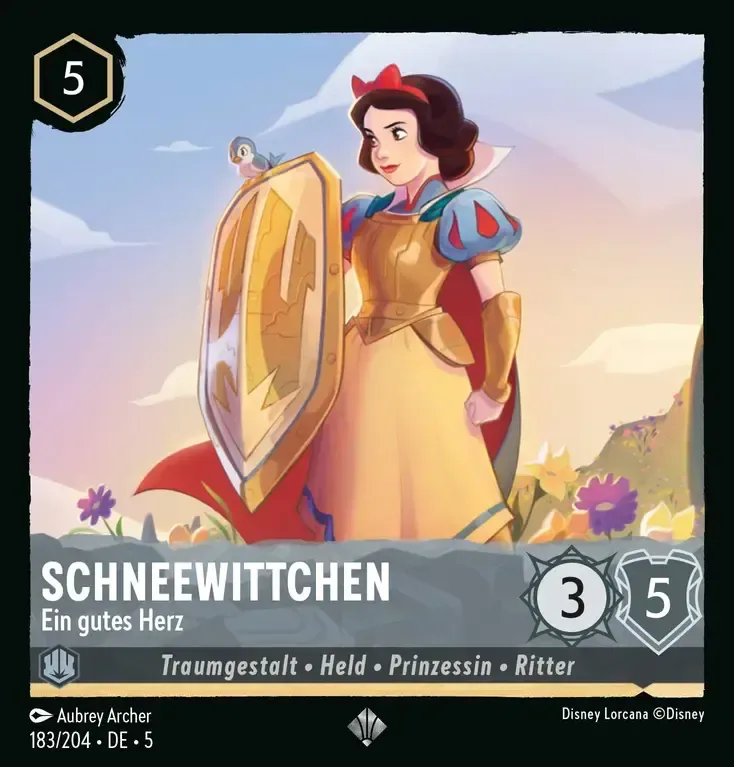 5
SCHNEEWITTCHEN
Ein gutes Herz
3
5
Traumgestalt • Held • Prinzessin • Ritter
Aubrey Archer
Disney Lorcana ©Disney
183/204 • DE • 5